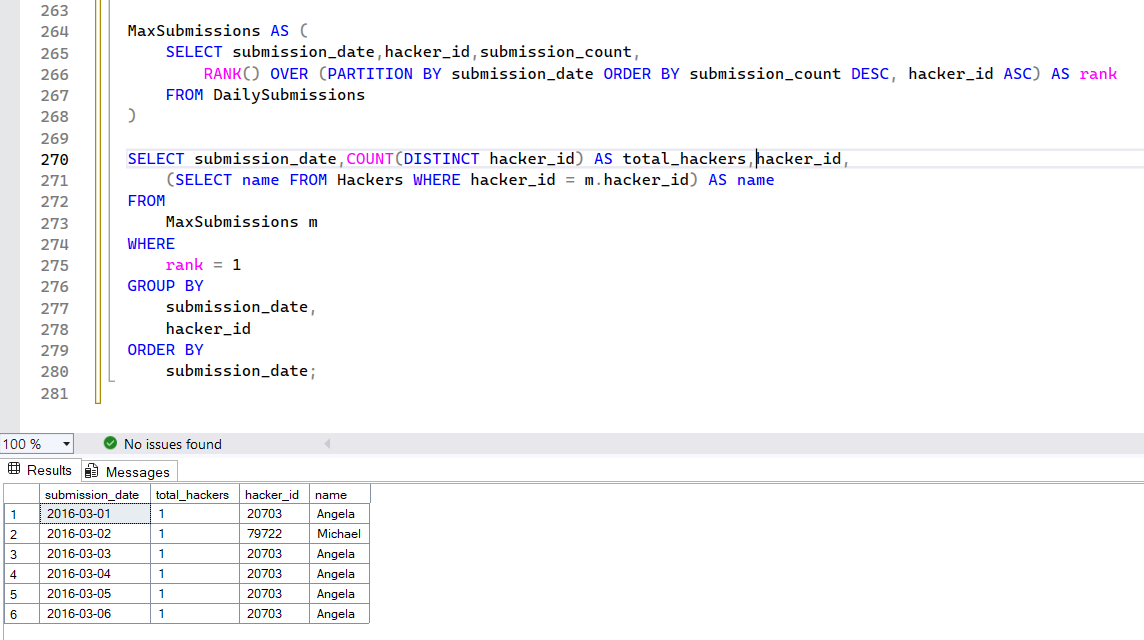 263
264 MaxSubmissions AS (
265 SELECT submission_date,hacker_id,submission_count,
266 RANK() OVER (PARTITION BY submission_date ORDER BY submission_count DESC, hacker_id ASC) AS rank
267 FROM DailySubmissions
268 )
269
270 SELECT submission_date,COUNT(DISTINCT hacker_id) AS total_hackers,hacker_id,
271 (SELECT name FROM Hackers WHERE hacker_id = m.hacker_id) AS name
272 FROM
273 MaxSubmissions m
274 WHERE
275 rank = 1
276 GROUP BY
277 submission_date,
278 hacker_id
279 ORDER BY
280 submission_date;
281
100 % No issues found
Results Messages
submission_date total_hackers hacker_id name
1 2016-03-01 1 20703 Angela
2 2016-03-02 1 79722 Michael
3 2016-03-03 1 20703 Angela
4 2016-03-04 1 20703 Angela
5 2016-03-05 1 20703 Angela
6 2016-03-06 1 20703 Angela